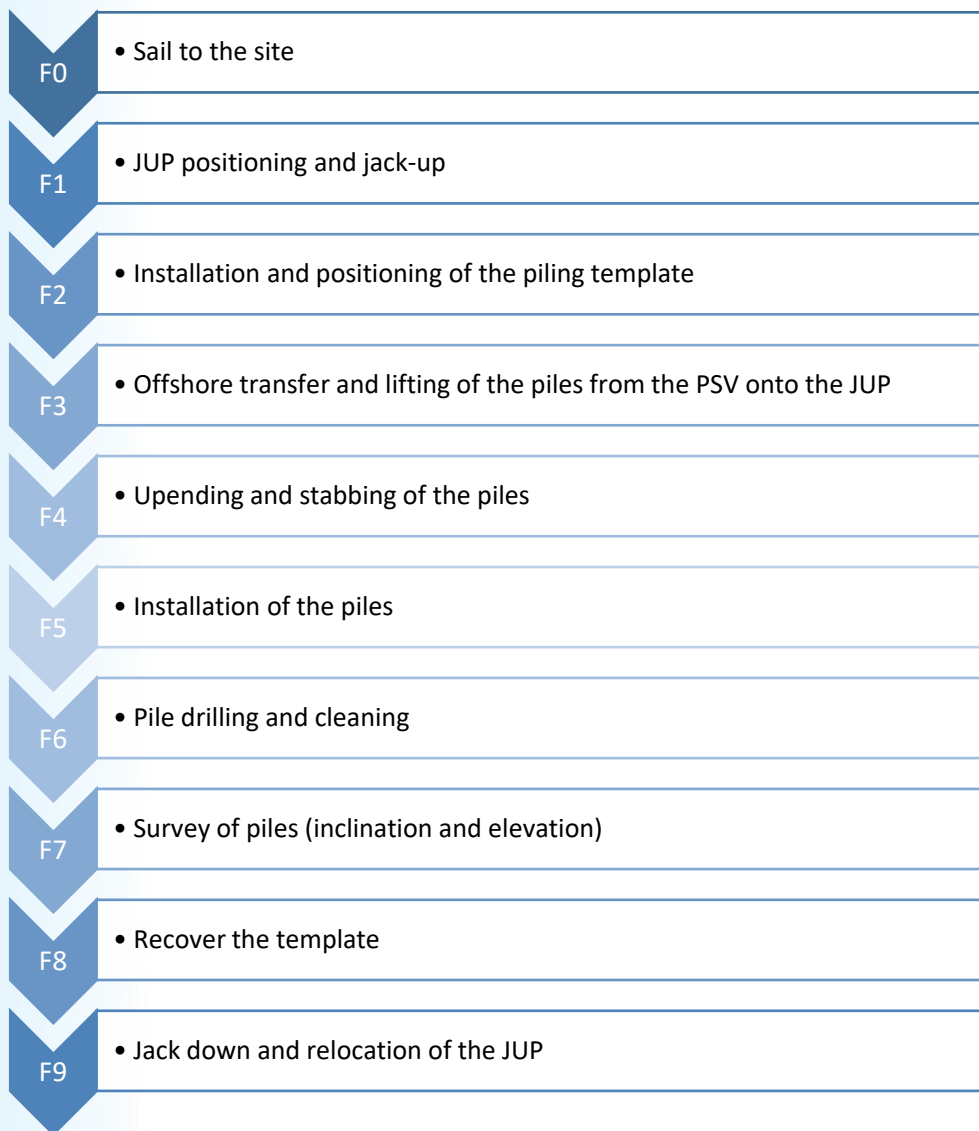 F0
• Sail to the site
F1
• JUP positioning and jack-up
F2
• Installation and positioning of the piling template
F3
• Offshore transfer and lifting of the piles from the PSV onto the JUP
F4
• Upending and stabbing of the piles
F5
• Installation of the piles
F6
• Pile drilling and cleaning
F7
• Survey of piles (inclination and elevation)
F8
• Recover the template
F9
• Jack down and relocation of the JUP